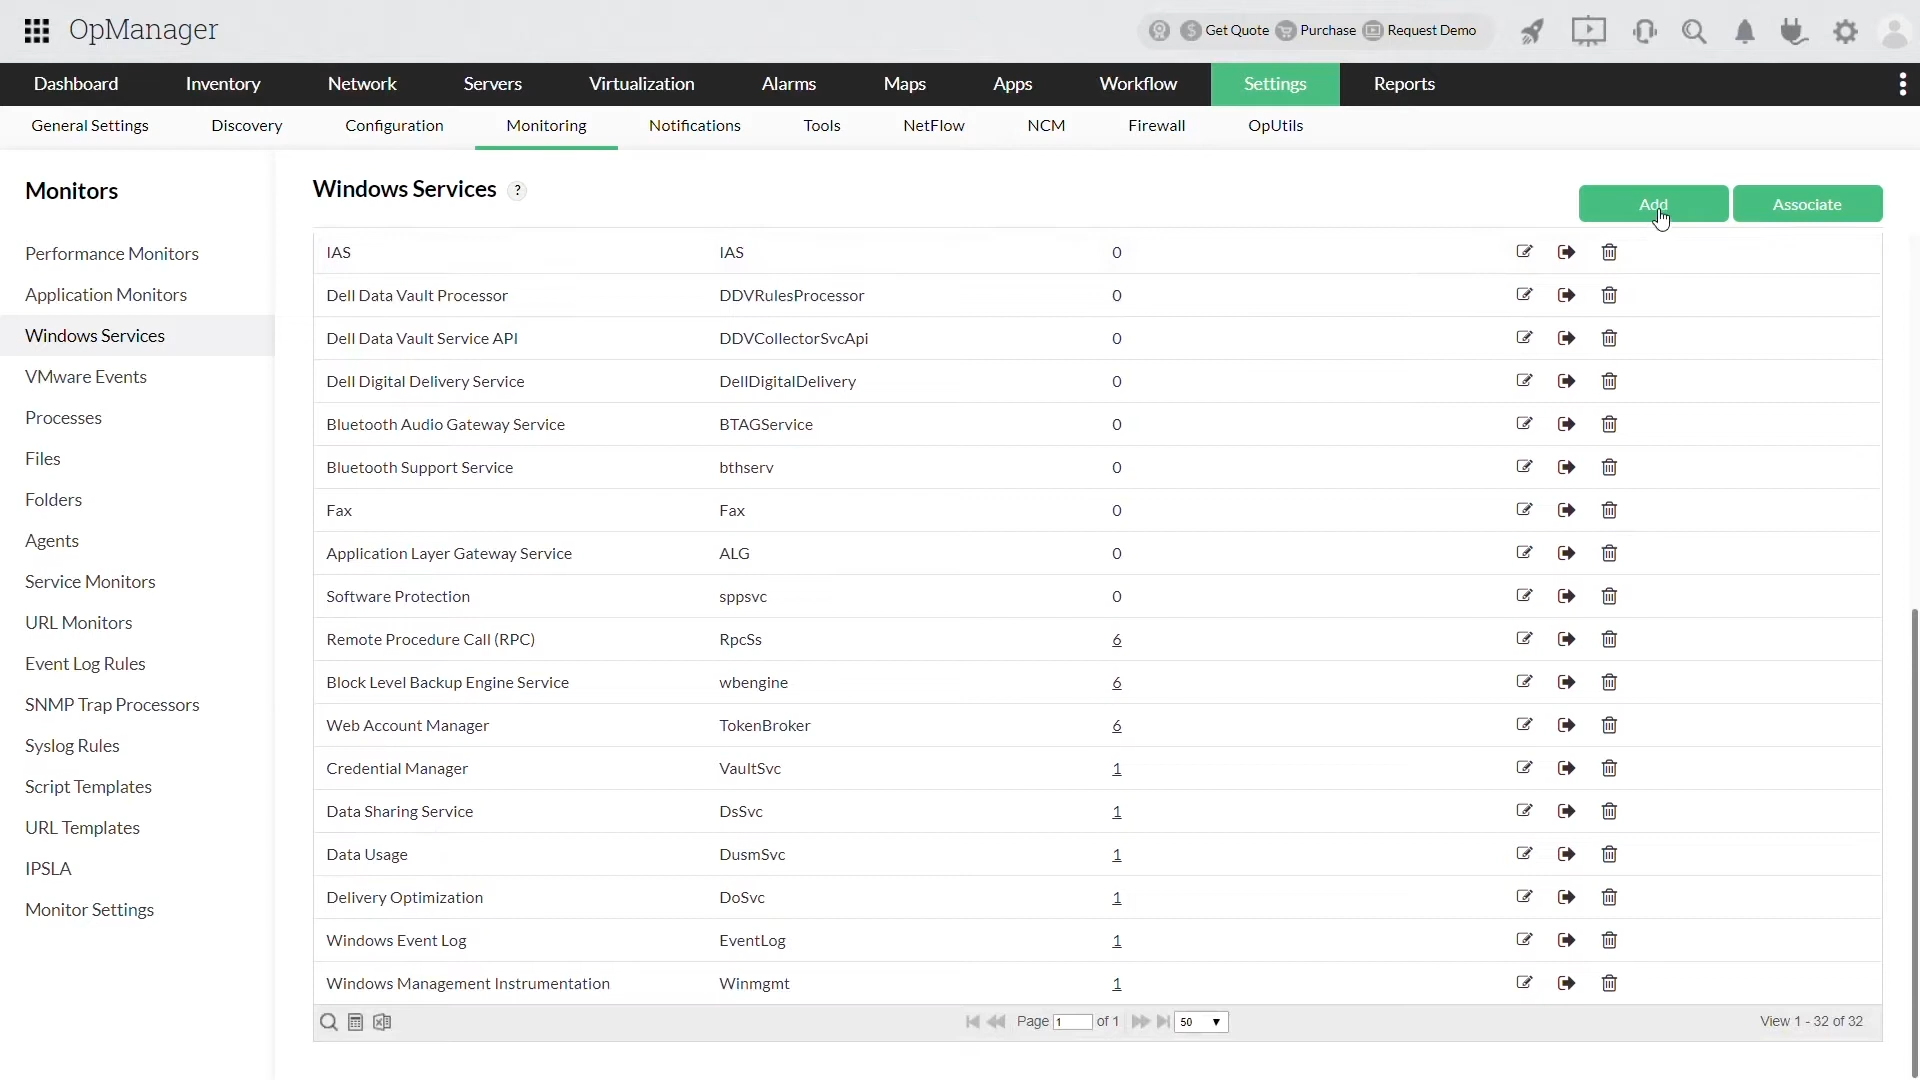 OpManager
Get Quote Purchase Request Demo
Dashboard Inventory Network Servers Virtualization Alarms Maps Apps Workflow Settings Reports
General Settings Discovery Configuration Monitoring Notifications Tools NetFlow NCM Firewall OpUtils
Monitors
Performance Monitors
Application Monitors
Windows Services
VMware Events
Processes
Files
Folders
Agents
Service Monitors
URL Monitors
Event Log Rules
SNMP Trap Processors
Syslog Rules
Script Templates
URL Templates
IPSLA
Monitor Settings
Windows Services ?
Add Associate
IAS IAS 0
Dell Data Vault Processor DDVRulesProcessor 0
Dell Data Vault Service API DDVCollectorSvcApi 0
Dell Digital Delivery Service DellDigitalDelivery 0
Bluetooth Audio Gateway Service BTAGService 0
Bluetooth Support Service bthserv 0
Fax Fax 0
Application Layer Gateway Service ALG 0
Software Protection sppsvc 0
Remote Procedure Call (RPC) RpcSs 6
Block Level Backup Engine Service wbengine 6
Web Account Manager TokenBroker 6
Credential Manager VaultSvc 1
Data Sharing Service DsSvc 1
Data Usage DusmSvc 1
Delivery Optimization DoSvc 1
Windows Event Log EventLog 1
Windows Management Instrumentation Winmgmt 1
Page 1 of 1 50 View 1 - 32 of 32